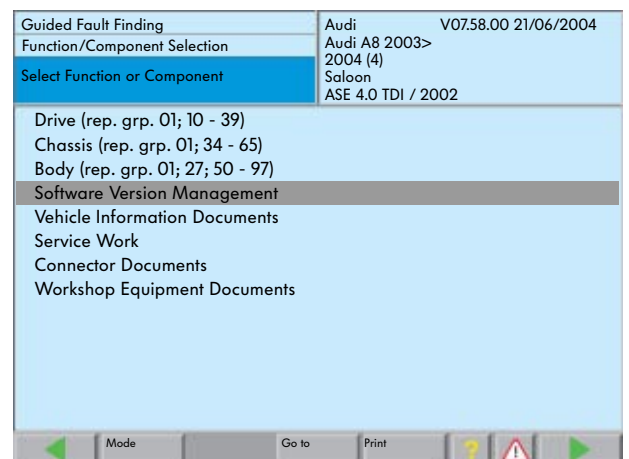 Guided Fault Finding
Function/Component Selection
Select Function or Component
Audi V07.58.00 21/06/2004
Audi A8 2003>
2004 (4)
Saloon
ASE 4.0 TDI / 2002
Drive (rep. grp. 01; 10 - 39)
Chassis (rep. grp. 01; 34 - 65)
Body (rep. grp. 01; 27; 50 - 97)
Software Version Management
Vehicle Information Documents
Service Work
Connector Documents
Workshop Equipment Documents
Mode Go to Print ? !